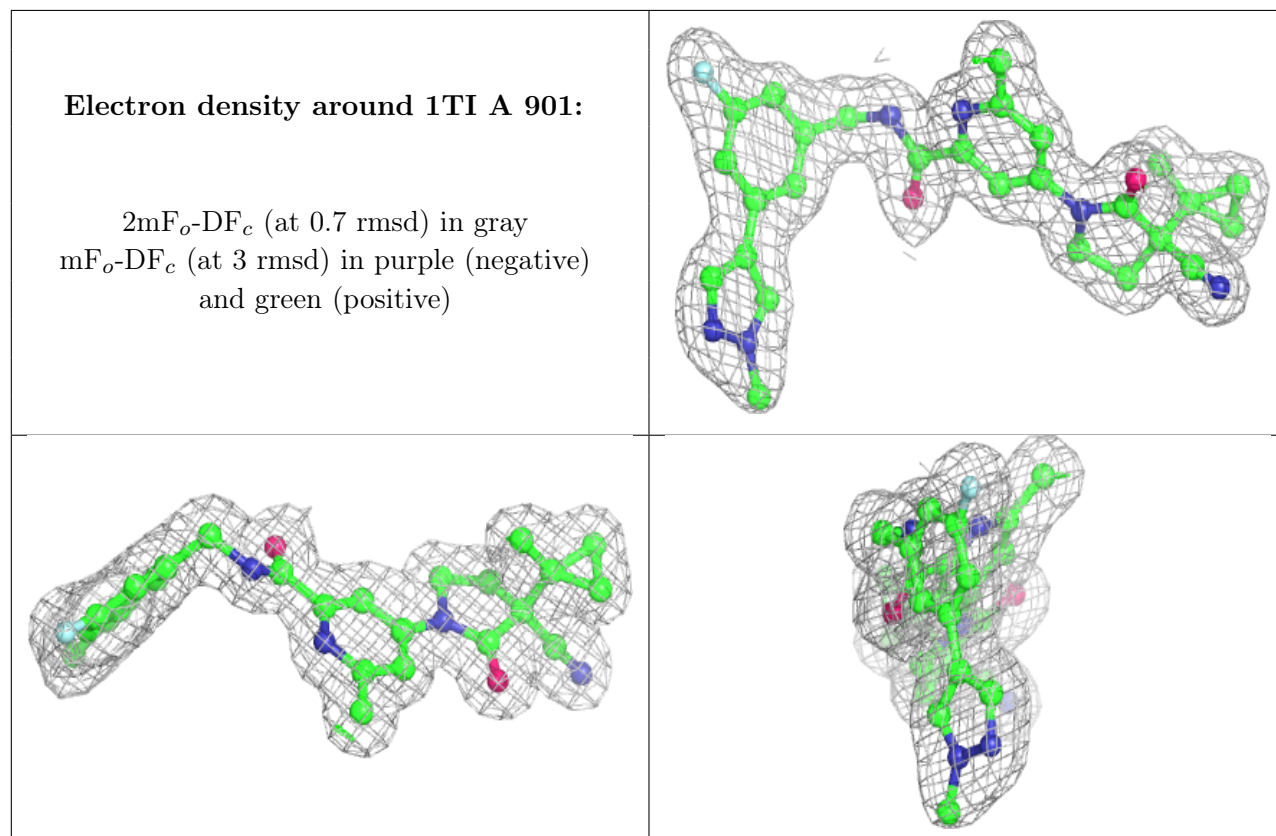 Electron density around 1TI A 901:
2mFₒ-DF𝒸 (at 0.7 rmsd) in gray
mFₒ-DF𝒸 (at 3 rmsd) in purple (negative)
and green (positive)